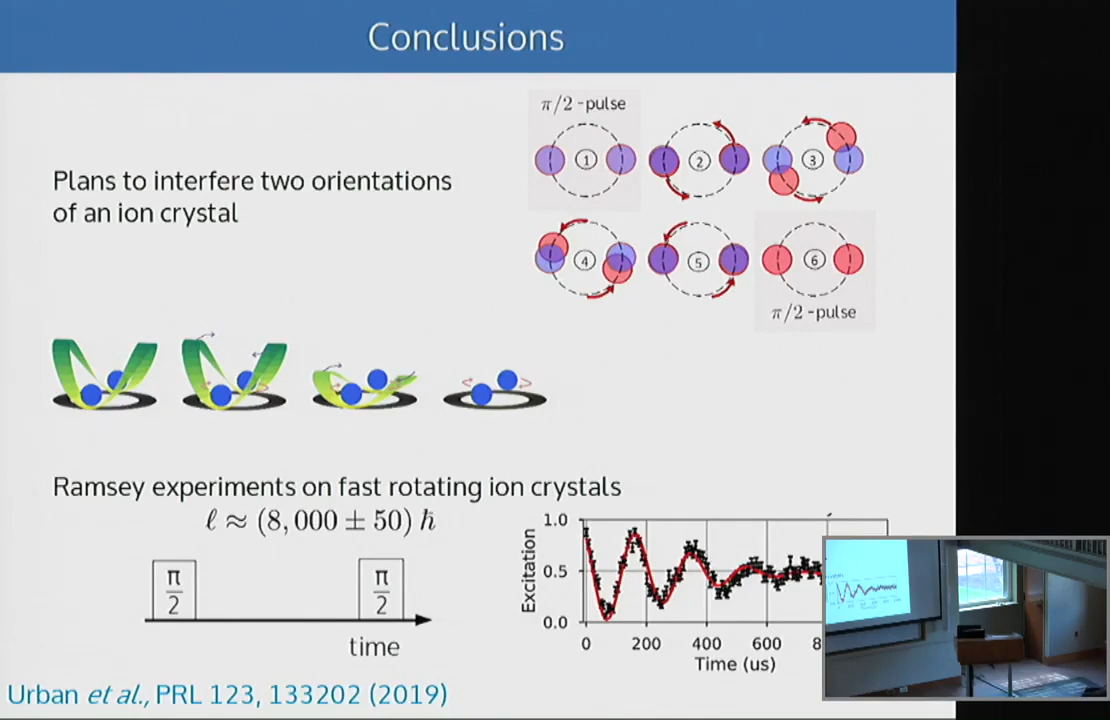 Conclusions
π/2 -pulse
Plans to interfere two orientations
of an ion crystal
1
2
3
4
5
6
π/2 -pulse
Ramsey experiments on fast rotating ion crystals
ℓ ≈ (8,000 ± 50) ħ
π/2
π/2
time
Excitation
1.0
0.5
0.0
0 200 400 600 8
Time (us)
Urban et al., PRL 123, 133202 (2019)